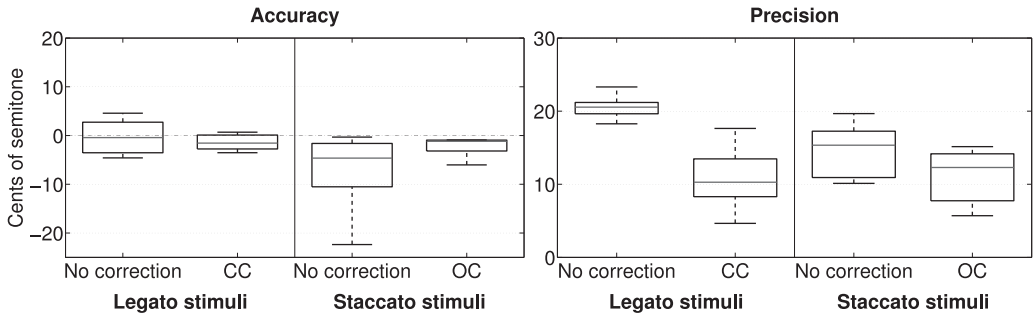 Accuracy
Precision
Cents of semitone
20
10
0
−10
−20
30
20
10
0
No correction CC No correction OC
No correction CC No correction OC
Legato stimuli Staccato stimuli
Legato stimuli Staccato stimuli